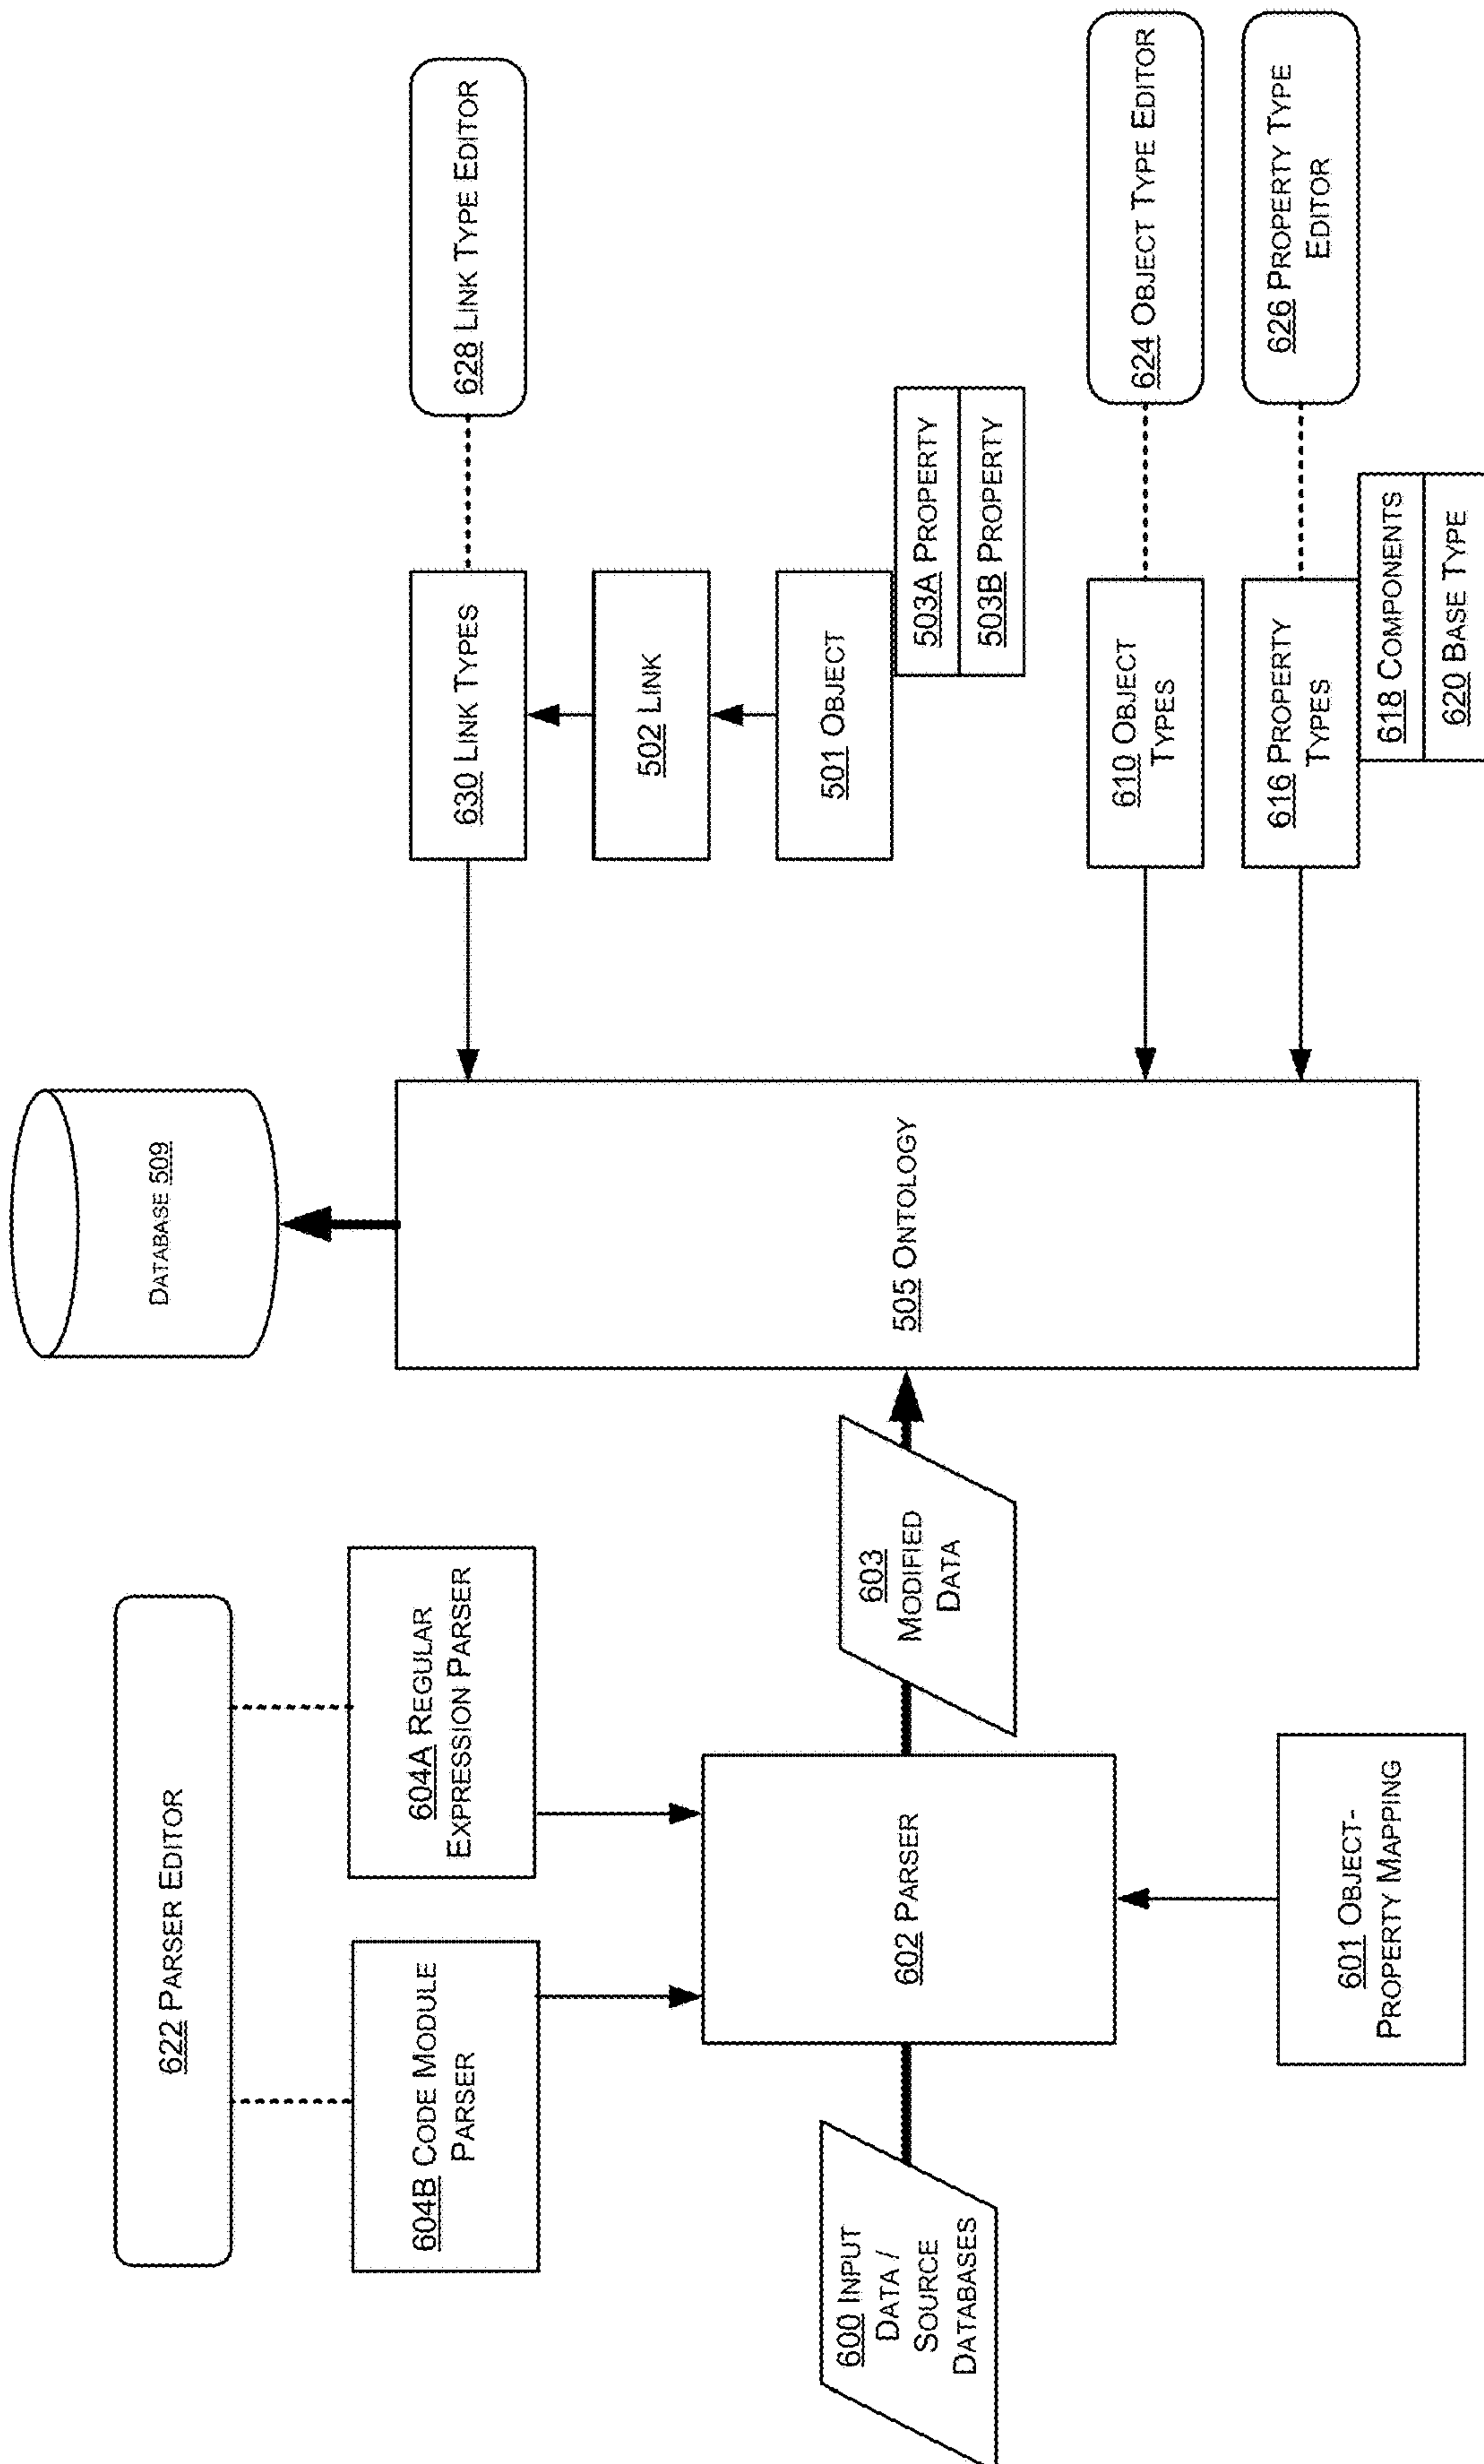 622 PARSER EDITOR
604B CODE MODULE
PARSER
604A REGULAR
EXPRESSION PARSER
600 INPUT
DATA /
SOURCE
DATABASES
602 PARSER
603
MODIFIED
DATA
601 OBJECT-
PROPERTY MAPPING
DATABASE 509
505 ONTOLOGY
630 LINK TYPES
628 LINK TYPE EDITOR
502 LINK
501 OBJECT
503A PROPERTY
503B PROPERTY
610 OBJECT
TYPES
624 OBJECT TYPE EDITOR
616 PROPERTY
TYPES
626 PROPERTY TYPE
EDITOR
618 COMPONENTS
620 BASE TYPE